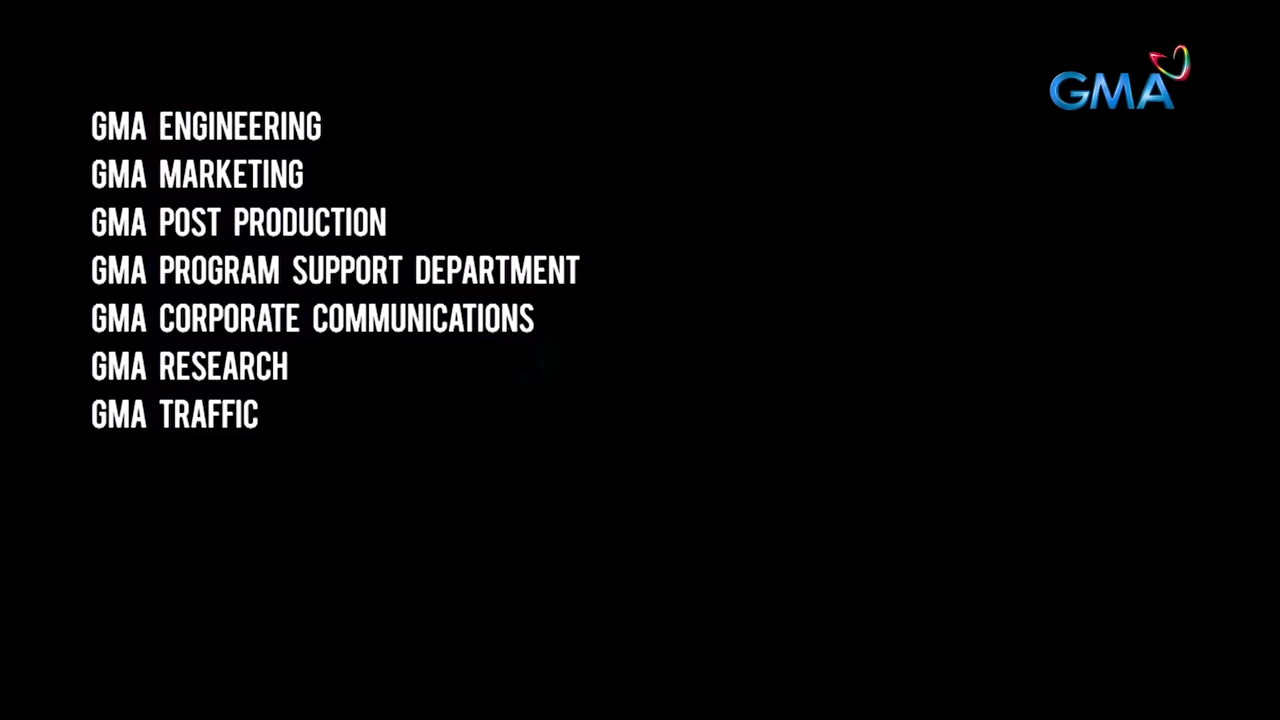 GMA
GMA ENGINEERING
GMA MARKETING
GMA POST PRODUCTION
GMA PROGRAM SUPPORT DEPARTMENT
GMA CORPORATE COMMUNICATIONS
GMA RESEARCH
GMA TRAFFIC